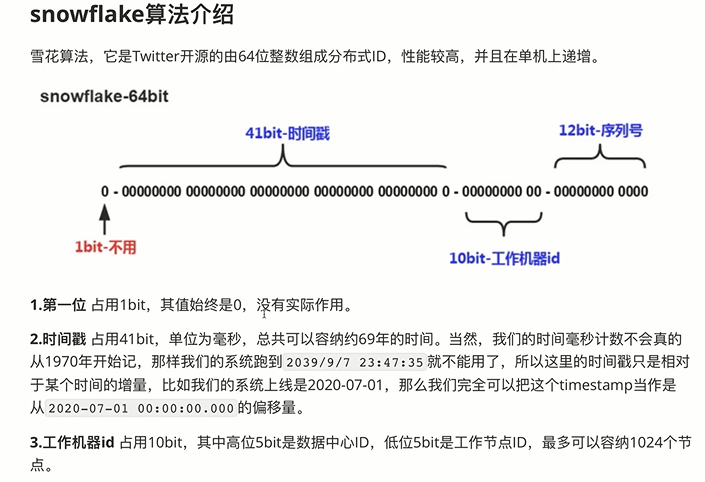 snowflake算法介绍
雪花算法，它是Twitter开源的由64位整数组成分布式ID，性能较高，并且在单机上递增。
snowflake-64bit
41bit-时间戳
12bit-序列号
0 - 00000000 00000000 00000000 00000000 00000000 0 - 00000000 00 - 00000000 0000
1bit-不用
10bit-工作机器id
1.第一位 占用1bit，其值始终是0，没有实际作用。
2.时间戳 占用41bit，单位为毫秒，总共可以容纳约69年的时间。当然，我们的时间毫秒计数不会真的
从1970年开始记，那样我们的系统跑到 2039/9/7 23:47:35 就不能用了，所以这里的时间戳只是相对
于某个时间的增量，比如我们的系统上线是2020-07-01，那么我们完全可以把这个timestamp当作是
从 2020-07-01 00:00:00.000 的偏移量。
3.工作机器id 占用10bit，其中高位5bit是数据中心ID，低位5bit是工作节点ID，最多可以容纳1024个节
点。